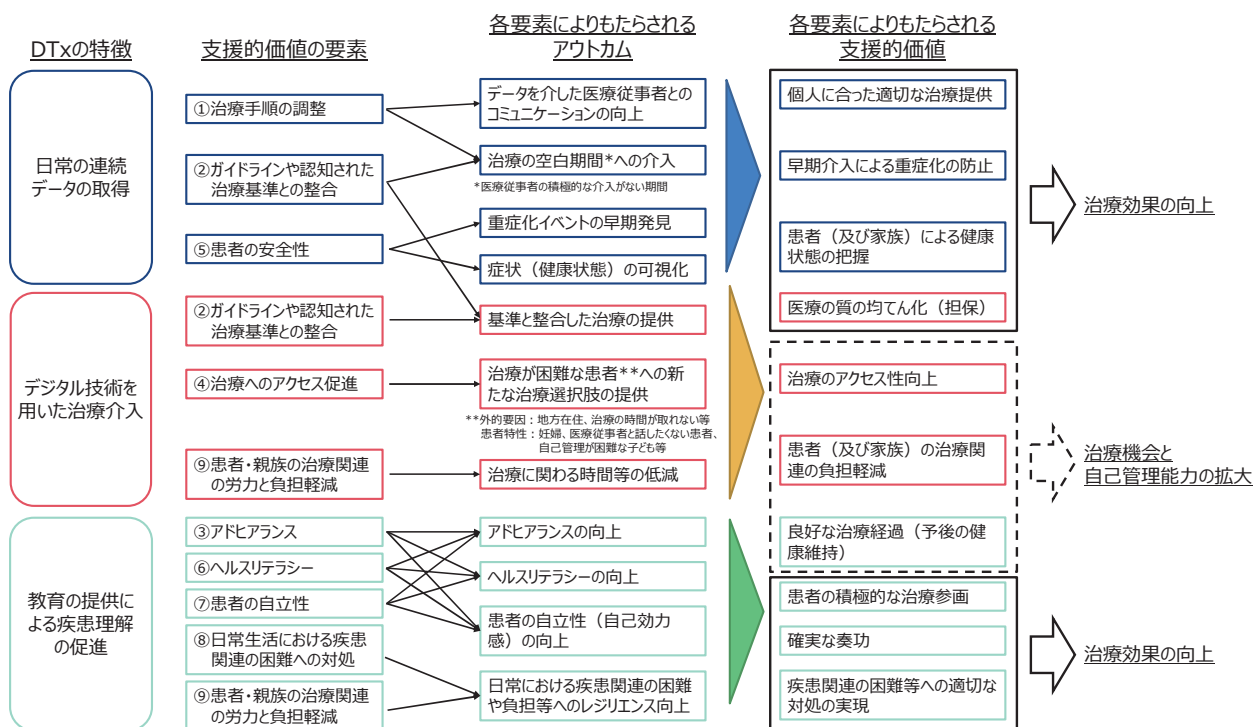 DTxの特徴
支援的価値の要素
各要素によりもたらされる
アウトカム
各要素によりもたらされる
支援的価値
日常の連続
データの取得
①治療手順の調整
②ガイドラインや認知された
治療基準との整合
⑤患者の安全性
データを介した医療従事者との
コミュニケーションの向上
治療の空白期間*への介入
*医療従事者の積極的な介入がない期間
重症化イベントの早期発見
症状（健康状態）の可視化
個人に合った適切な治療提供
早期介入による重症化の防止
患者（及び家族）による健康
状態の把握
医療の質の均てん化（担保）
治療効果の向上
デジタル技術を
用いた治療介入
②ガイドラインや認知された
治療基準との整合
④治療へのアクセス促進
⑨患者・親族の治療関連
の労力と負担軽減
基準と整合した治療の提供
治療が困難な患者**への新
たな治療選択肢の提供
**外的要因：地方在住、治療の時間が取れない等
患者特性：妊婦、医療従事者と話したくない患者、
自己管理が困難な子ども等
治療に関わる時間等の低減
治療のアクセス性向上
患者（及び家族）の治療関
連の負担軽減
良好な治療経過（予後の健
康維持）
治療機会と
自己管理能力の拡大
教育の提供に
よる疾患理解
の促進
③アドヒアランス
⑥ヘルスリテラシー
⑦患者の自立性
⑧日常生活における疾患
関連の困難への対処
⑨患者・親族の治療関連
の労力と負担軽減
アドヒアランスの向上
ヘルスリテラシーの向上
患者の自立性（自己効力
感）の向上
日常における疾患関連の困難
や負担等へのレジリエンス向上
患者の積極的な治療参画
確実な奏功
疾患関連の困難等への適切な
対処の実現
治療効果の向上